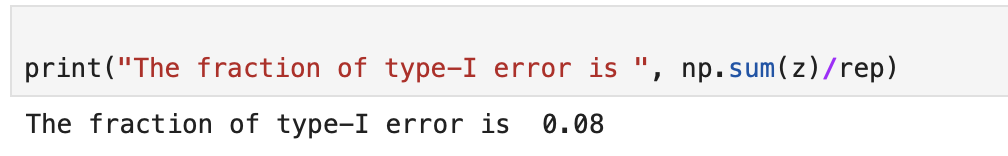 print("The fraction of type-I error is ", np.sum(z)/rep)
The fraction of type-I error is  0.08